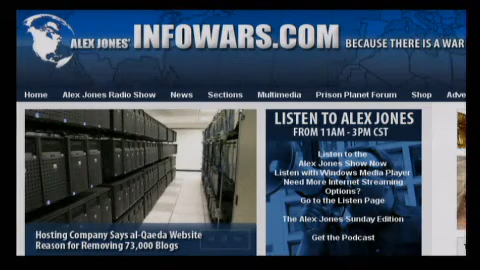 ALEX JONES' INFOWARS.COM BECAUSE THERE IS A WAR
Home Alex Jones Radio Show News Sections Multimedia Prison Planet Forum Shop
LISTEN TO ALEX JONES
FROM 11AM - 3PM CST
Listen to the
Alex Jones Show Now
Listen with Windows Media Player
Need More Internet Streaming
Options?
Go to the Listen Page
The Alex Jones Sunday Edition
Get the Podcast
Hosting Company Says al-Qaeda Website
Reason for Removing 73,000 Blogs